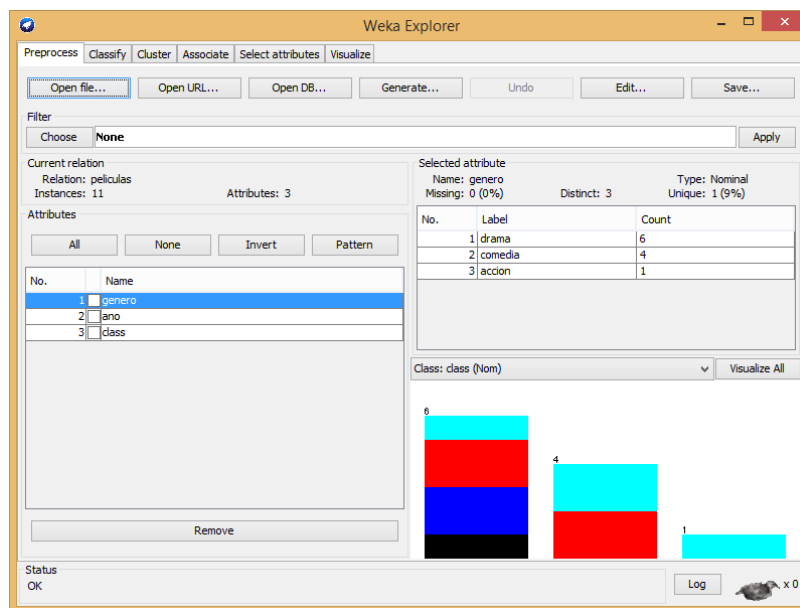 Weka Explorer
Preprocess Classify Cluster Associate Select attributes Visualize
Open file... Open URL... Open DB... Generate... Undo Edit... Save...
Filter
Choose None Apply
Current relation
Relation: peliculas
Instances: 11 Attributes: 3
Attributes
All None Invert Pattern
No. Name
1 genero
2 ano
3 class
Remove
Selected attribute
Name: genero Type: Nominal
Missing: 0 (0%) Distinct: 3 Unique: 1 (9%)
No. Label Count
1 drama 6
2 comedia 4
3 accion 1
Class: class (Nom) Visualize All
6
4
1
Status
OK Log x 0